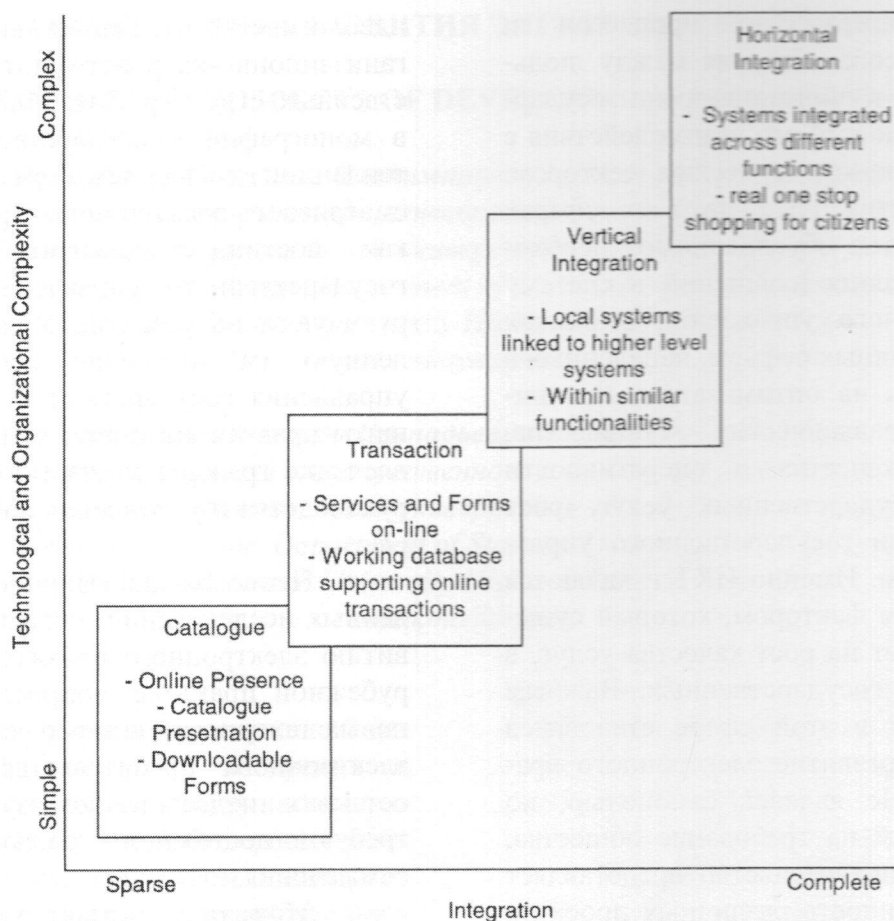 Complex
Technologcal and Organizational Complexity
Simple
Horizontal
Integration
- Systems integrated
across different
functions
- real one stop
shopping for citizens
Vertical
Integration
- Local systems
linked to higher level
systems
Within similar
functionalities
Transaction
- Services and Forms
on-line
- Working database
supporting online
transactions
Catalogue
- Online Presence
- Catalogue
Presetnation
- Downloadable
Forms
Sparse
Complete
Integration